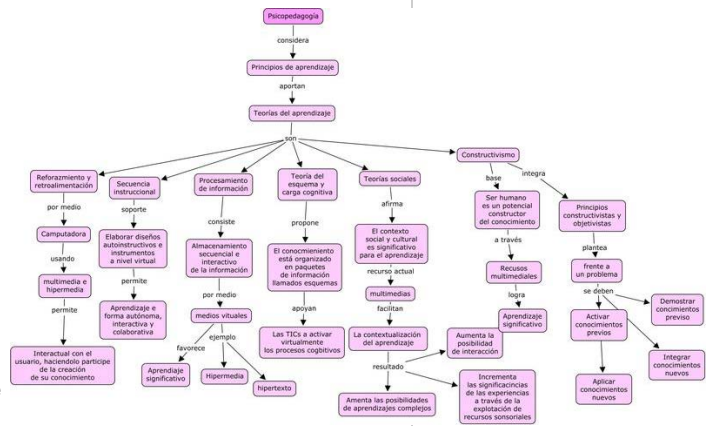 Psicopedagogía
considera
Principios de aprendizaje
aportan
Teorías del aprendizaje
son
Reforazmiento y
retroalimentación
por medio
Camputadora
usando
multimedia e
hipermedia
permite
Interactual con el
usuario, haciendolo participe
de la creación
de su conocimiento
Secuencia
instruccional
soporte
Elaborar diseños
autoinstructivos e
instrumentos
a nivel virtual
permite
Aprendizaje e
forma autónoma,
interactiva y
colaborativa
Procesamiento
de información
consiste
Almacenamiento
secuencial e
interactivo
de la información
por medio
medios vituales
favorece
ejemplo
Aprendizaje
significativo
Hipermedia
hipertexto
Teoría del
esquema y
carga cognitiva
propone
El conomieniento
está organizado
en paquetes
de información
llamados esquemas
apoyan
Las TICs a activar
virtualmente
los procesos cogbitivos
Teorías sociales
afirma
El contexto
social y cultural
es significativo
para el aprendizaje
recurso actual
multimedias
facilitan
La contextualización
del aprendizaje
resultado
Aumenta la
posibilidad
de interacción
Amenta las posibilidades
de aprendizajes complejos
Incrementa
las significacincias
de las experiencias
a través de la
explotación de
recursos sonsoriales
Constructivismo
base
integra
Ser humano
es un potencial
constructor
del conocimiento
a través
Recusos
multimediales
logra
Aprendizaje
significativo
Principios
constructivistas y
objetivistas
plantea
frente a
un problema
se deben
Activar
conocimientos
previos
Demostrar
concimientos
previso
Aplicar
conocimientos
nuevos
Integrar
conocimientos
nuevos